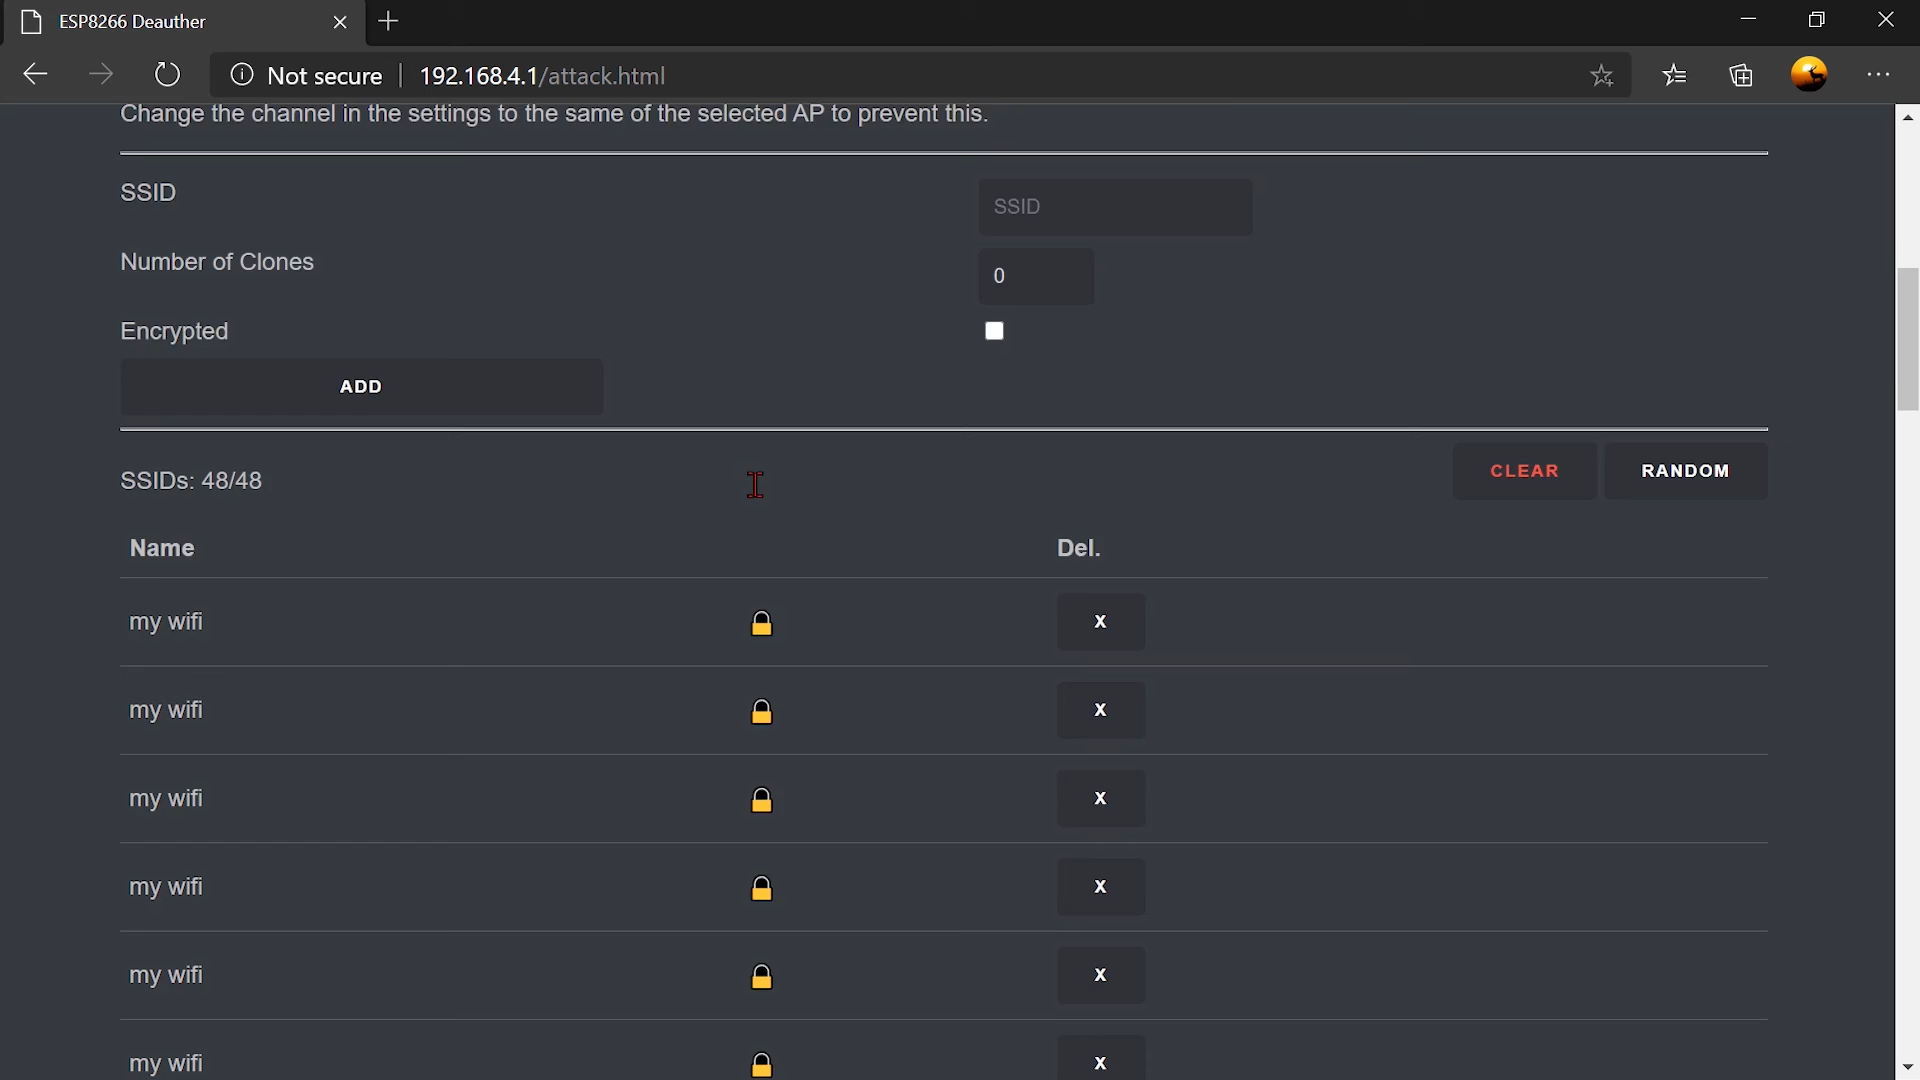 ESP8266 Deauther
Not secure 192.168.4.1/attack.html
Change the channel in the settings to the same of the selected AP to prevent this.
SSID SSID
Number of Clones 0
Encrypted
ADD
SSIDs: 48/48 CLEAR RANDOM
Name Del.
my wifi x
my wifi x
my wifi x
my wifi x
my wifi x
my wifi x